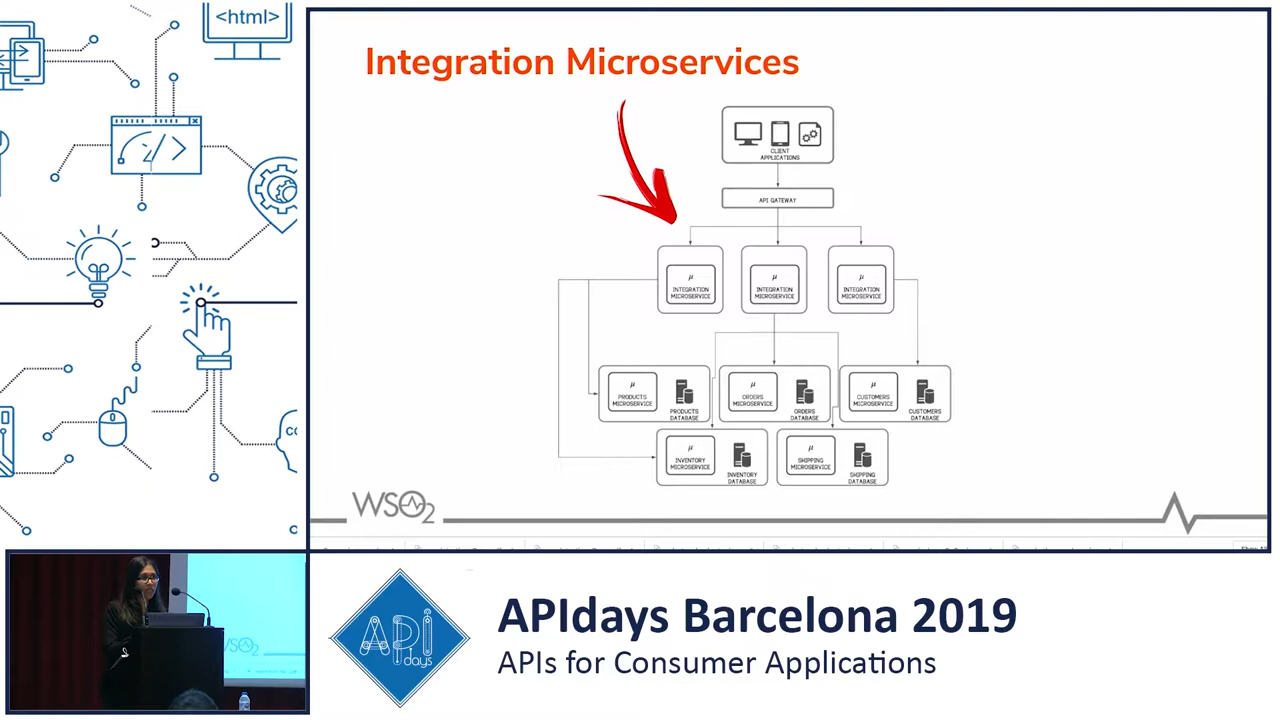 <html>
Integration Microservices
CLIENT
APPLICATIONS
API GATEWAY
μ
INTEGRATION
MICROSERVICE
μ
INTEGRATION
MICROSERVICE
μ
INTEGRATION
MICROSERVICE
μ
PRODUCTS
MICROSERVICE
PRODUCTS
DATABASE
μ
ORDERS
MICROSERVICE
ORDERS
DATABASE
μ
CUSTOMERS
MICROSERVICE
CUSTOMERS
DATABASE
μ
INVENTORY
MICROSERVICE
INVENTORY
DATABASE
μ
SHIPPING
MICROSERVICE
SHIPPING
DATABASE
WSO2
API
days
APIdays Barcelona 2019
APIs for Consumer Applications